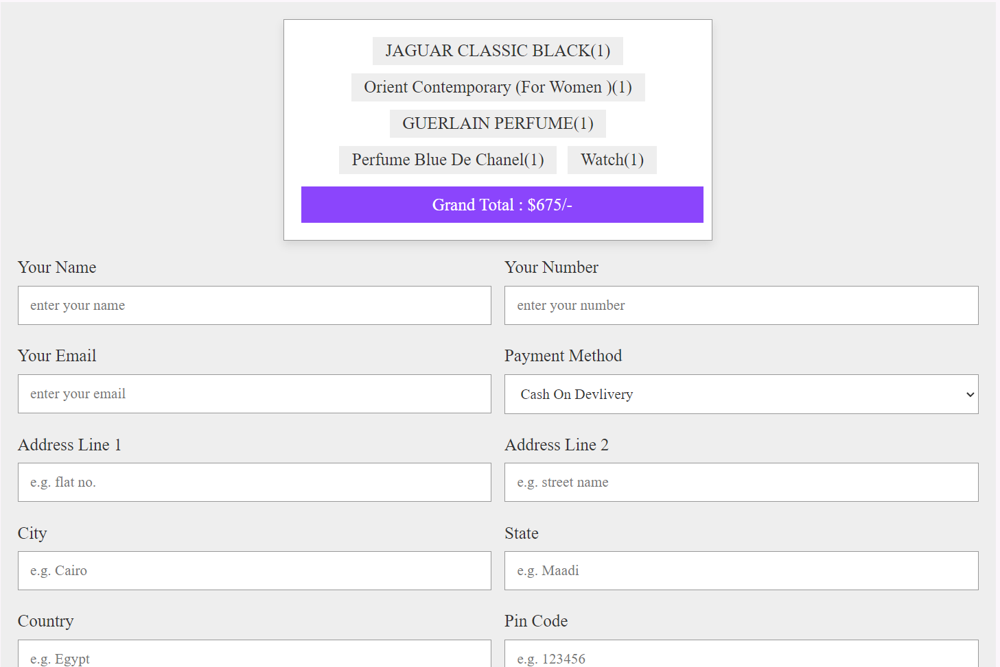 JAGUAR CLASSIC BLACK(1)
Orient Contemporary (For Women )(1)
GUERLAIN PERFUME(1)
Perfume Blue De Chanel(1) Watch(1)
Grand Total : $675/-
Your Name Your Number
enter your name enter your number
Your Email Payment Method
enter your email Cash On Devlivery
Address Line 1 Address Line 2
e.g. flat no. e.g. street name
City State
e.g. Cairo e.g. Maadi
Country Pin Code
e.g. Egypt e.g. 123456